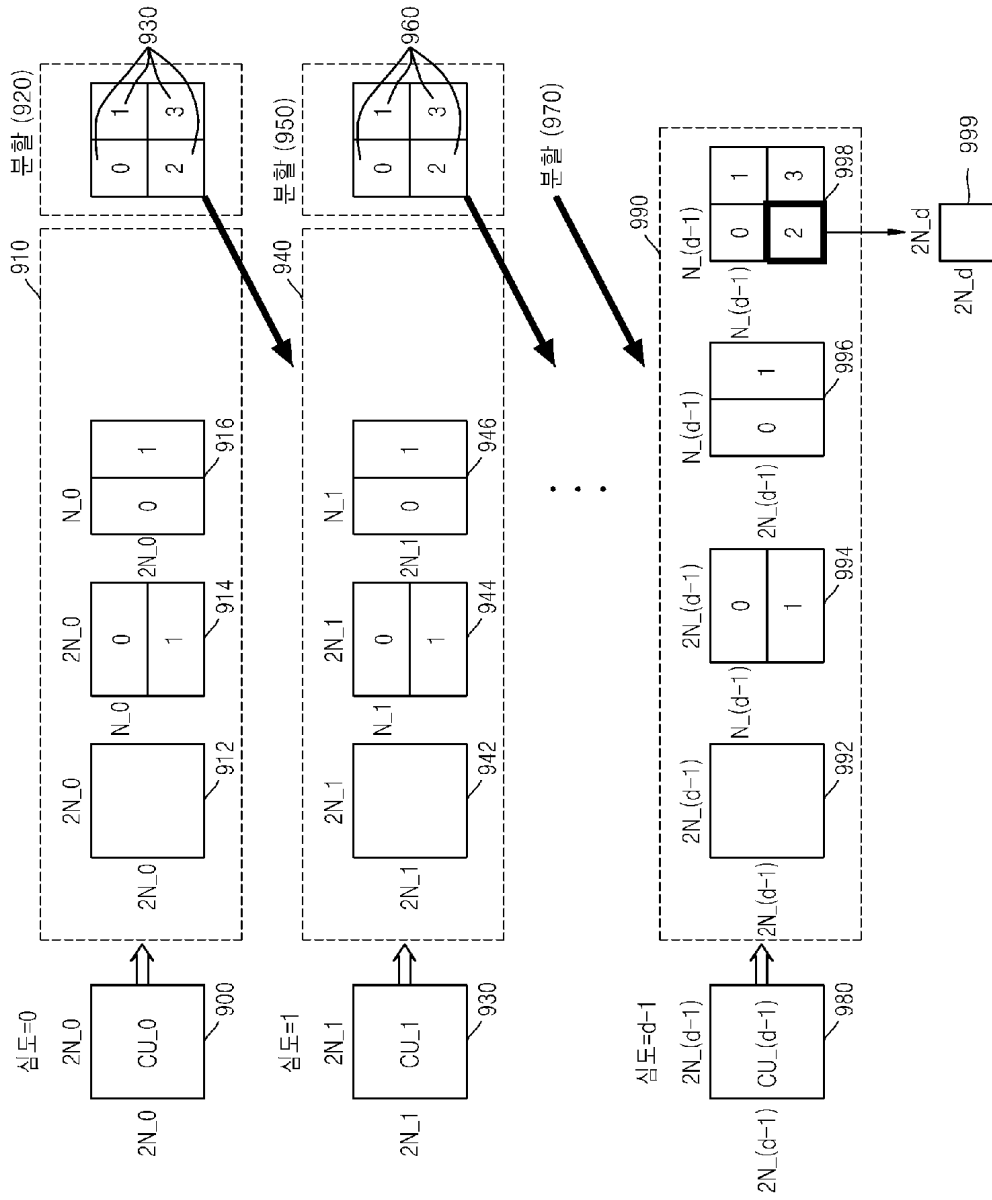 심도=0
2N_0
2N_0
CU_0
900
910
2N_0
2N_0
912
2N_0
N_0
0
1
914
N_0
2N_0
0
1
916
분할 (920)
0
1
2
3
930
심도=1
2N_1
2N_1
CU_1
930
940
2N_1
2N_1
942
2N_1
N_1
0
1
944
N_1
2N_1
0
1
946
분할 (950)
0
1
2
3
960
분할 (970)
심도=d-1
2N_(d-1)
2N_(d-1)
CU_(d-1)
980
990
2N_(d-1)
2N_(d-1)
992
2N_(d-1)
N_(d-1)
0
1
994
N_(d-1)
2N_(d-1)
0
1
996
N_(d-1)
N_(d-1)
0
1
2
3
998
2N_d
2N_d
999